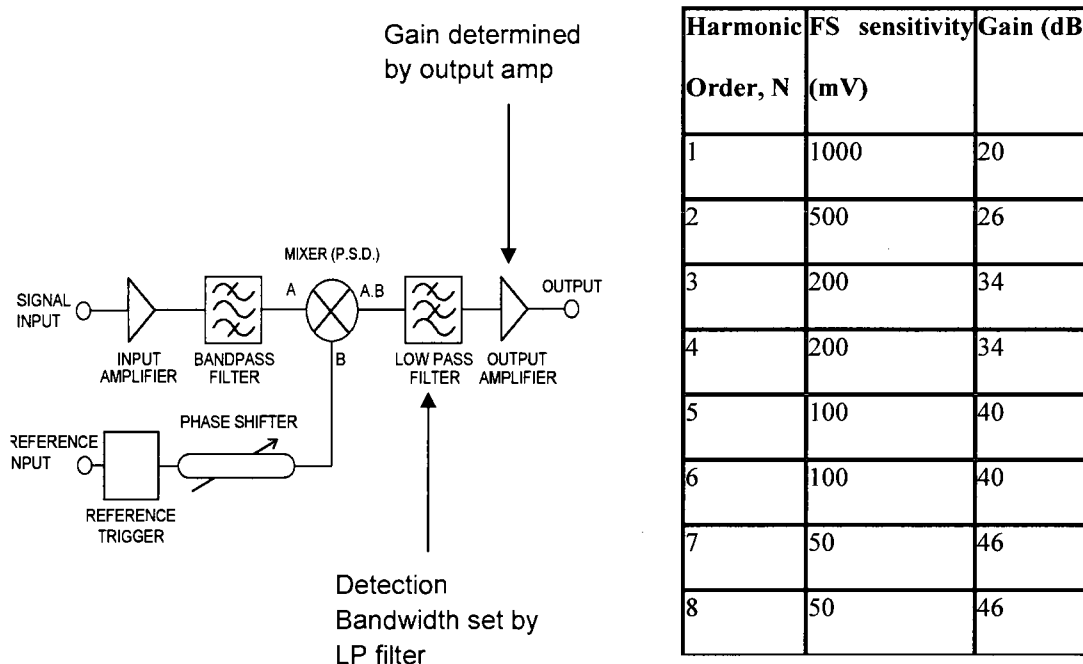 Gain determined
by output amp
MIXER (P.S.D.)
A
A.B
OUTPUT
SIGNAL
INPUT
INPUT
AMPLIFIER
BANDPASS
FILTER
B
LOW PASS
FILTER
OUTPUT
AMPLIFIER
PHASE SHIFTER
REFERENCE
NPUT
REFERENCE
TRIGGER
Detection
Bandwidth set by
LP filter
Harmonic Order, N FS sensitivity (mV) Gain (dB
1 1000 20
2 500 26
3 200 34
4 200 34
5 100 40
6 100 40
7 50 46
8 50 46